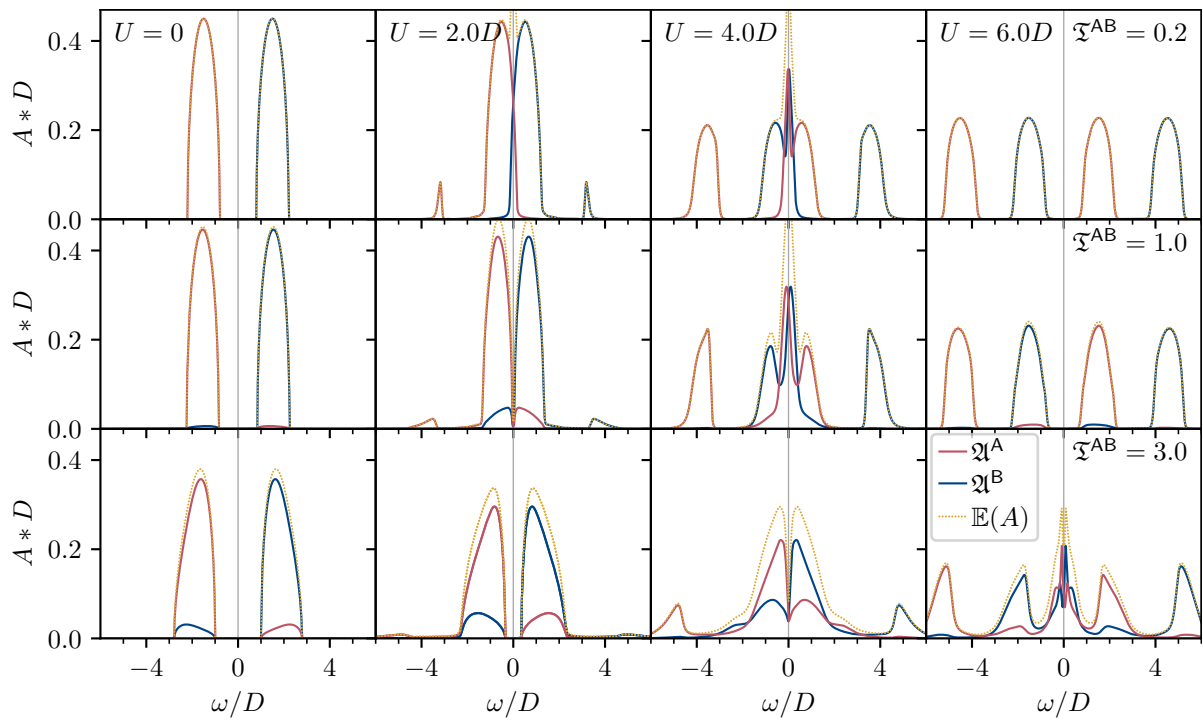 U = 0
U = 2.0D
U = 4.0D
U = 6.0D
𝔗^AB = 0.2
A ∗ D
0.4
0.2
0.0
𝔗^AB = 1.0
A ∗ D
0.4
0.2
0.0
𝔗^AB = 3.0
𝔄^A
𝔄^B
𝔼(A)
A ∗ D
0.4
0.2
0.0
−4 0 4
−4 0 4
−4 0 4
−4 0 4
ω/D
ω/D
ω/D
ω/D